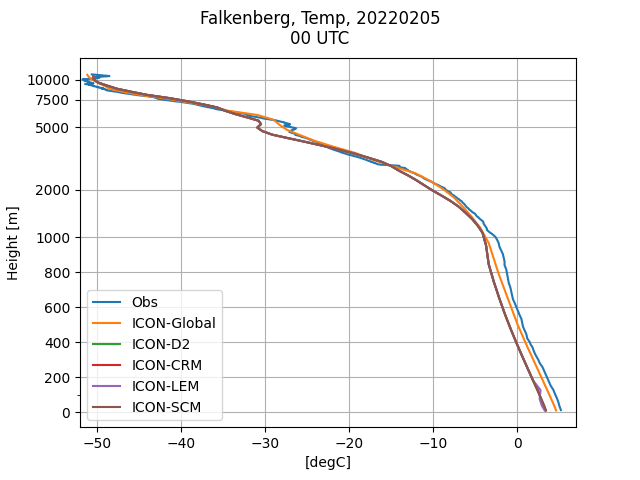 Falkenberg, Temp, 20220205
00 UTC
10000
7500
5000
2000
1000
800
600
400
200
0
Height [m]
Obs
ICON-Global
ICON-D2
ICON-CRM
ICON-LEM
ICON-SCM
−50 −40 −30 −20 −10 0
[degC]